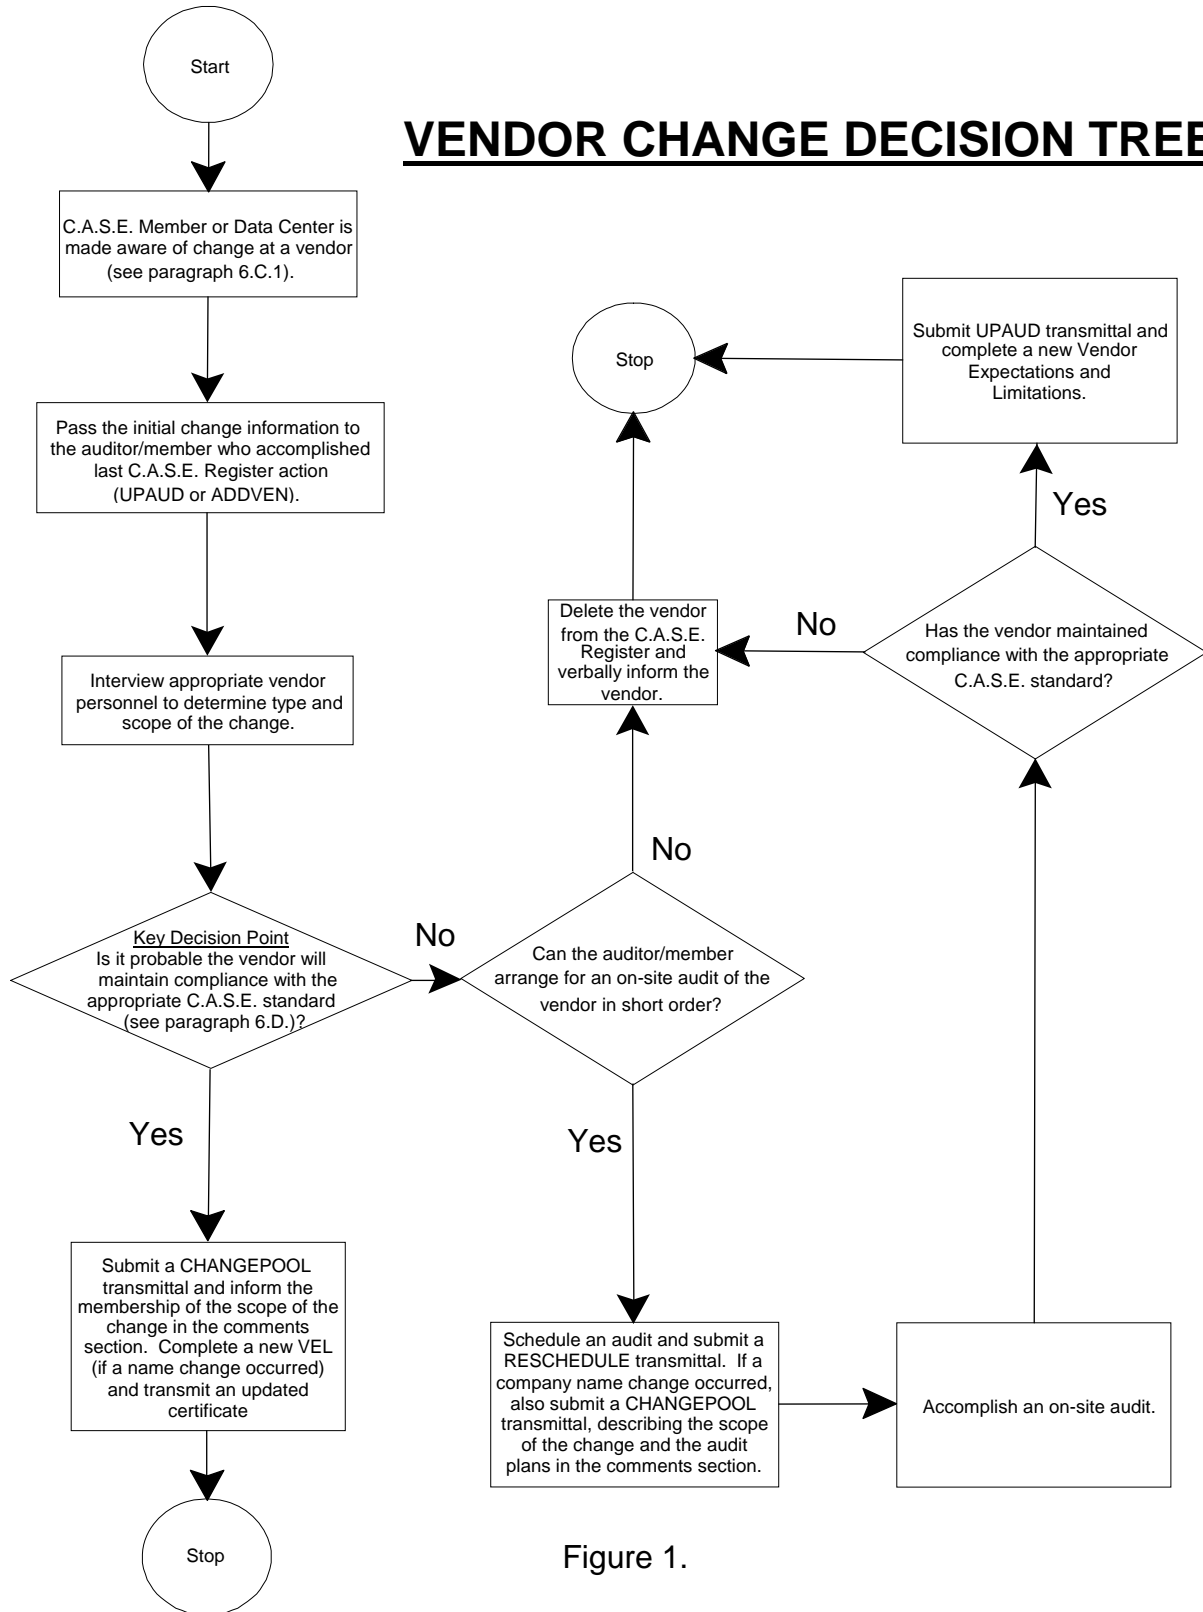 Start
VENDOR CHANGE DECISION TREE
C.A.S.E. Member or Data Center is
made aware of change at a vendor
(see paragraph 6.C.1).
Pass the initial change information to
the auditor/member who accomplished
last C.A.S.E. Register action
(UPAUD or ADDVEN).
Interview appropriate vendor
personnel to determine type and
scope of the change.
Key Decision Point
Is it probable the vendor will
maintain compliance with the
appropriate C.A.S.E. standard
(see paragraph 6.D.)?
No
Yes
Submit a CHANGEPOOL
transmittal and inform the
membership of the scope of the
change in the comments
section. Complete a new VEL
(if a name change occurred)
and transmit an updated
certificate
Stop
Can the auditor/member
arrange for an on-site audit of the
vendor in short order?
No
Yes
Delete the vendor
from the C.A.S.E.
Register and
verbally inform the
vendor.
Stop
Schedule an audit and submit a
RESCHEDULE transmittal. If a
company name change occurred,
also submit a CHANGEPOOL
transmittal, describing the scope
of the change and the audit
plans in the comments section.
Accomplish an on-site audit.
Has the vendor maintained
compliance with the appropriate
C.A.S.E. standard?
No
Yes
Submit UPAUD transmittal and
complete a new Vendor
Expectations and
Limitations.
Figure 1.